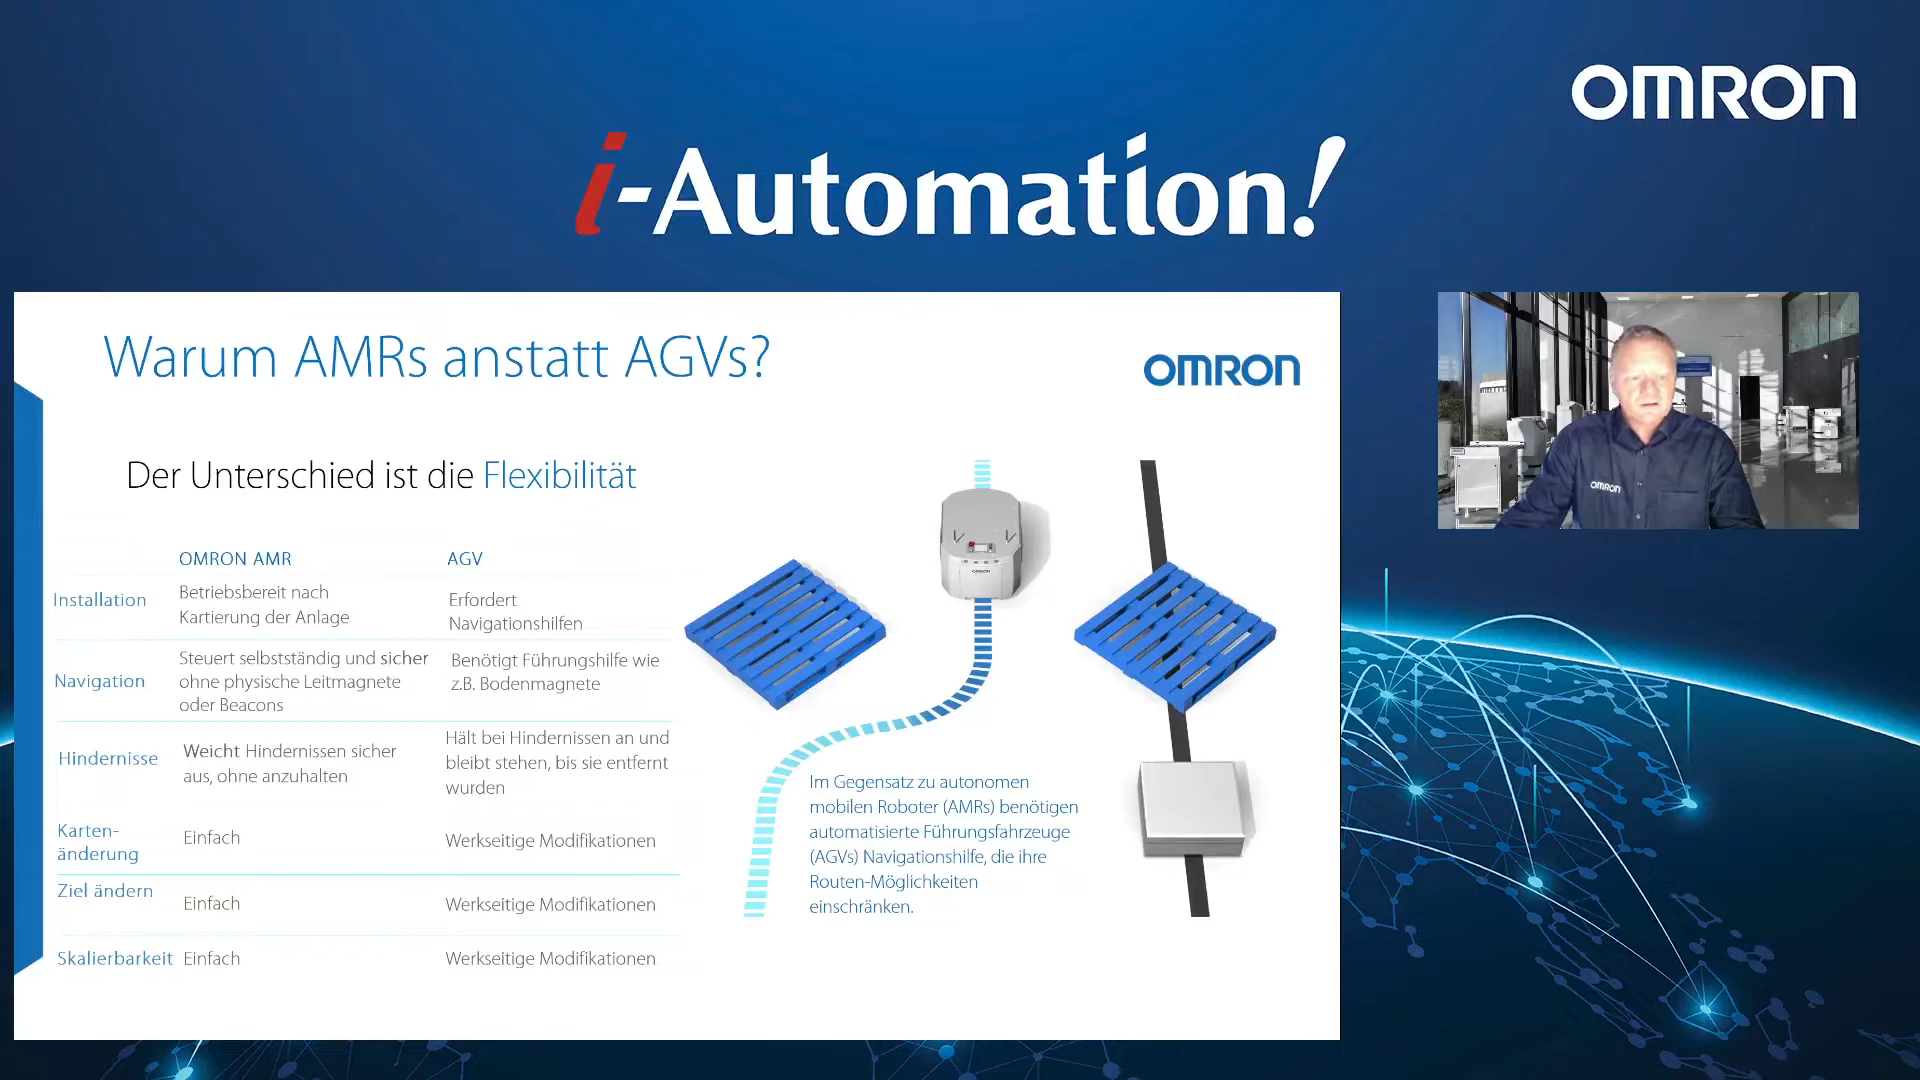 OMRON
i-Automation!
Warum AMRs anstatt AGVs?
OMRON
Der Unterschied ist die Flexibilität
OMRON AMR
AGV
Installation
Betriebsbereit nach
Kartierung der Anlage
Erfordert
Navigationshilfen
Navigation
Steuert selbstständig und sicher
ohne physische Leitmagnete
oder Beacons
Benötigt Führungshilfe wie
z.B. Bodenmagnete
Hindernisse
Weicht Hindernissen sicher
aus, ohne anzuhalten
Hält bei Hindernissen an und
bleibt stehen, bis sie entfernt
wurden
Karten-
änderung
Einfach
Werkseitige Modifikationen
Ziel ändern
Einfach
Werkseitige Modifikationen
Skalierbarkeit
Einfach
Werkseitige Modifikationen
OMRON
Im Gegensatz zu autonomen
mobilen Roboter (AMRs) benötigen
automatisierte Führungsfahrzeuge
(AGVs) Navigationshilfe, die ihre
Routen-Möglichkeiten
einschränken.
OMRON